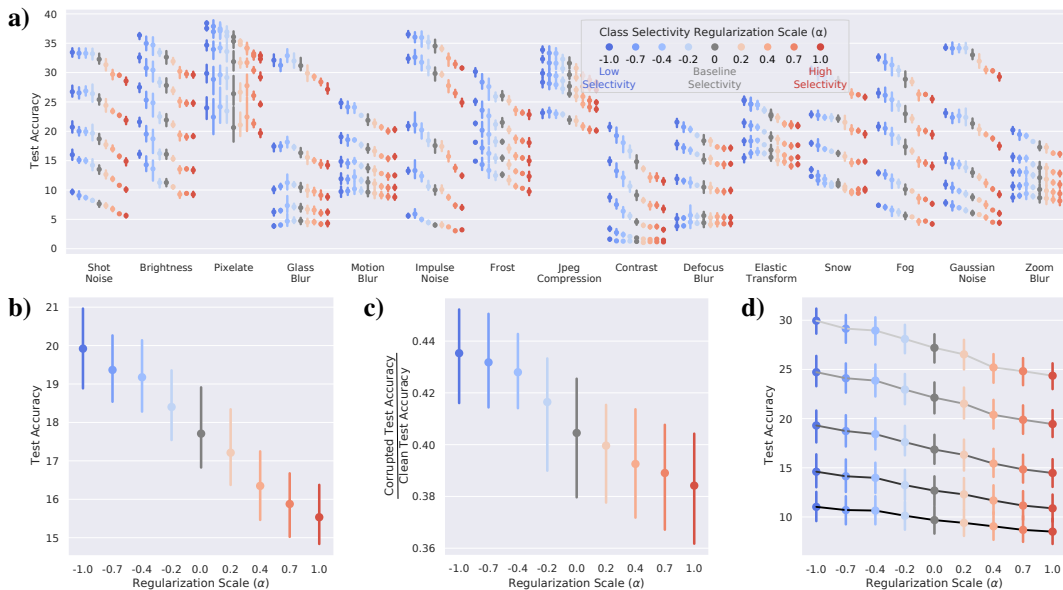 a)
Test Accuracy
40
35
30
25
20
15
10
5
0
Class Selectivity Regularization Scale (α)
-1.0 -0.7 -0.4 -0.2 0 0.2 0.4 0.7 1.0
Low Selectivity
Baseline Selectivity
High Selectivity
Shot Noise
Brightness
Pixelate
Glass Blur
Motion Blur
Impulse Noise
Frost
Jpeg Compression
Contrast
Defocus Blur
Elastic Transform
Snow
Fog
Gaussian Noise
Zoom Blur
b)
Test Accuracy
21
20
19
18
17
16
15
-1.0 -0.7 -0.4 -0.2 0.0 0.2 0.4 0.7 1.0
Regularization Scale (α)
c)
Corrupted Test Accuracy
Clean Test Accuracy
0.44
0.42
0.40
0.38
0.36
-1.0 -0.7 -0.4 -0.2 0.0 0.2 0.4 0.7 1.0
Regularization Scale (α)
d)
Test Accuracy
30
25
20
15
10
-1.0 -0.7 -0.4 -0.2 0.0 0.2 0.4 0.7 1.0
Regularization Scale (α)